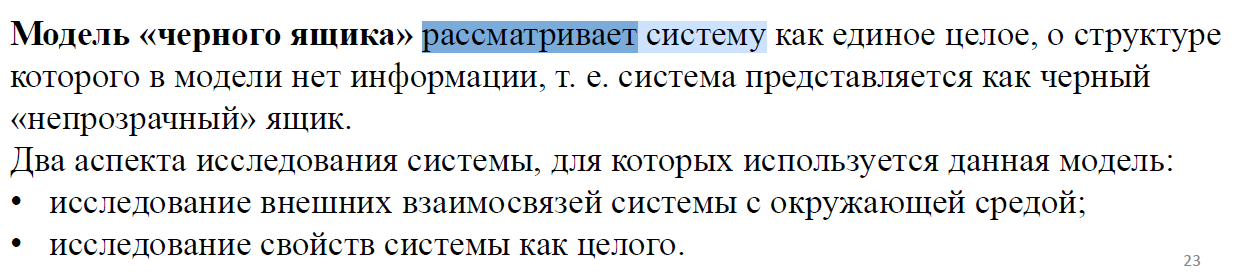 Модель «черного ящика» рассматривает систему как единое целое, о структуре
которого в модели нет информации, т. е. система представляется как черный
«непрозрачный» ящик.
Два аспекта исследования системы, для которых используется данная модель:
• исследование внешних взаимосвязей системы с окружающей средой;
• исследование свойств системы как целого.
23